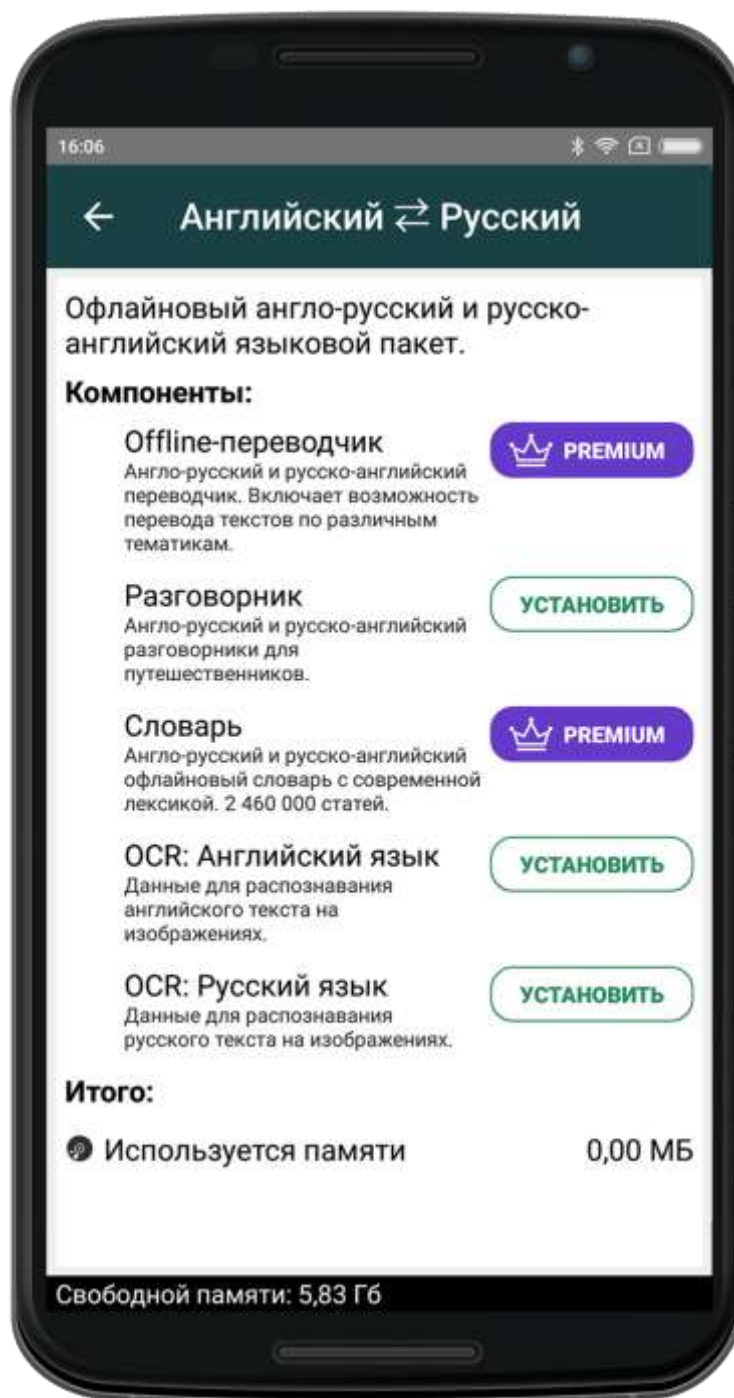 16:06
Английский ⇄ Русский
Офлайновый англо-русский и русско-
английский языковой пакет.
Компоненты:
Offline-переводчик
PREMIUM
Англо-русский и русско-английский
переводчик. Включает возможность
перевода текстов по различным
тематикам.
Разговорник
УСТАНОВИТЬ
Англо-русский и русско-английский
разговорники для
путешественников.
Словарь
PREMIUM
Англо-русский и русско-английский
офлайновый словарь с современной
лексикой. 2 460 000 статей.
OCR: Английский язык
УСТАНОВИТЬ
Данные для распознавания
английского текста на
изображениях.
OCR: Русский язык
УСТАНОВИТЬ
Данные для распознавания
русского текста на изображениях.
Итого:
Используется памяти 0,00 МБ
Свободной памяти: 5,83 Гб